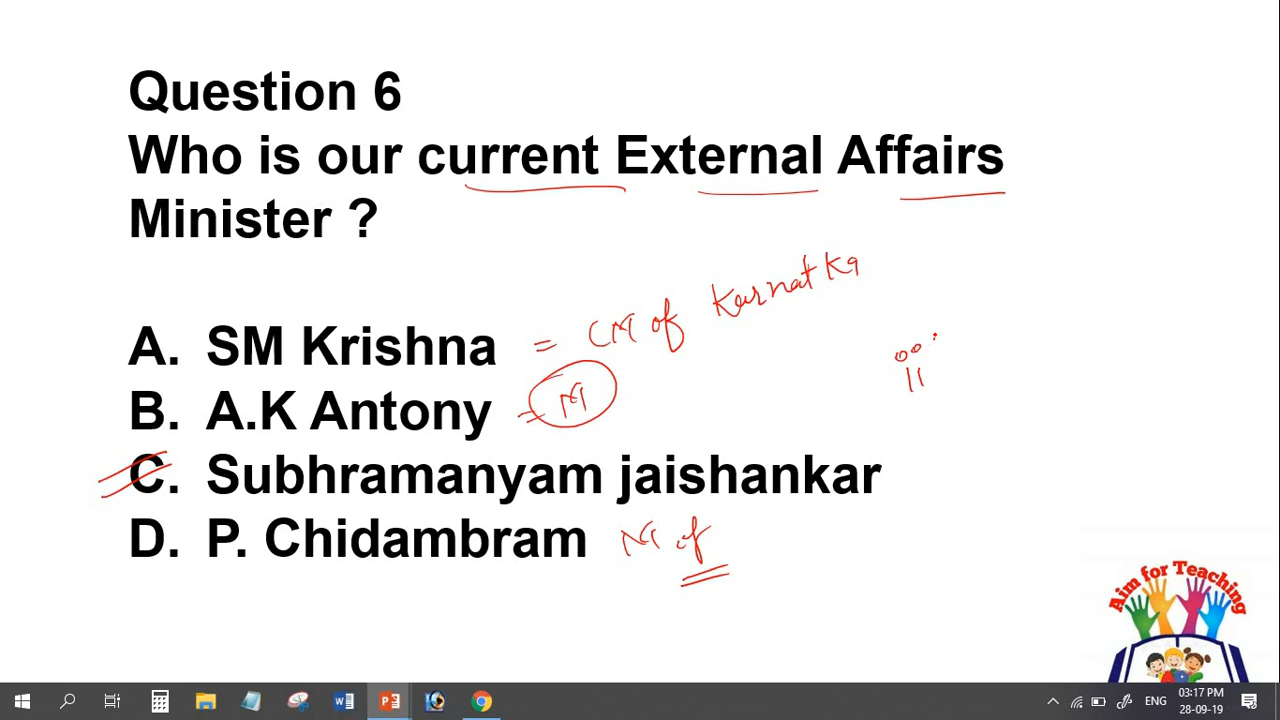 Question 6
Who is our current External Affairs
Minister ?
A. SM Krishna = CM of Karnatka
B. A.K Antony = M
C. Subhramanyam jaishankar
D. P. Chidambram M of
Aim for Teaching
ENG
03:17 PM
28-09-19